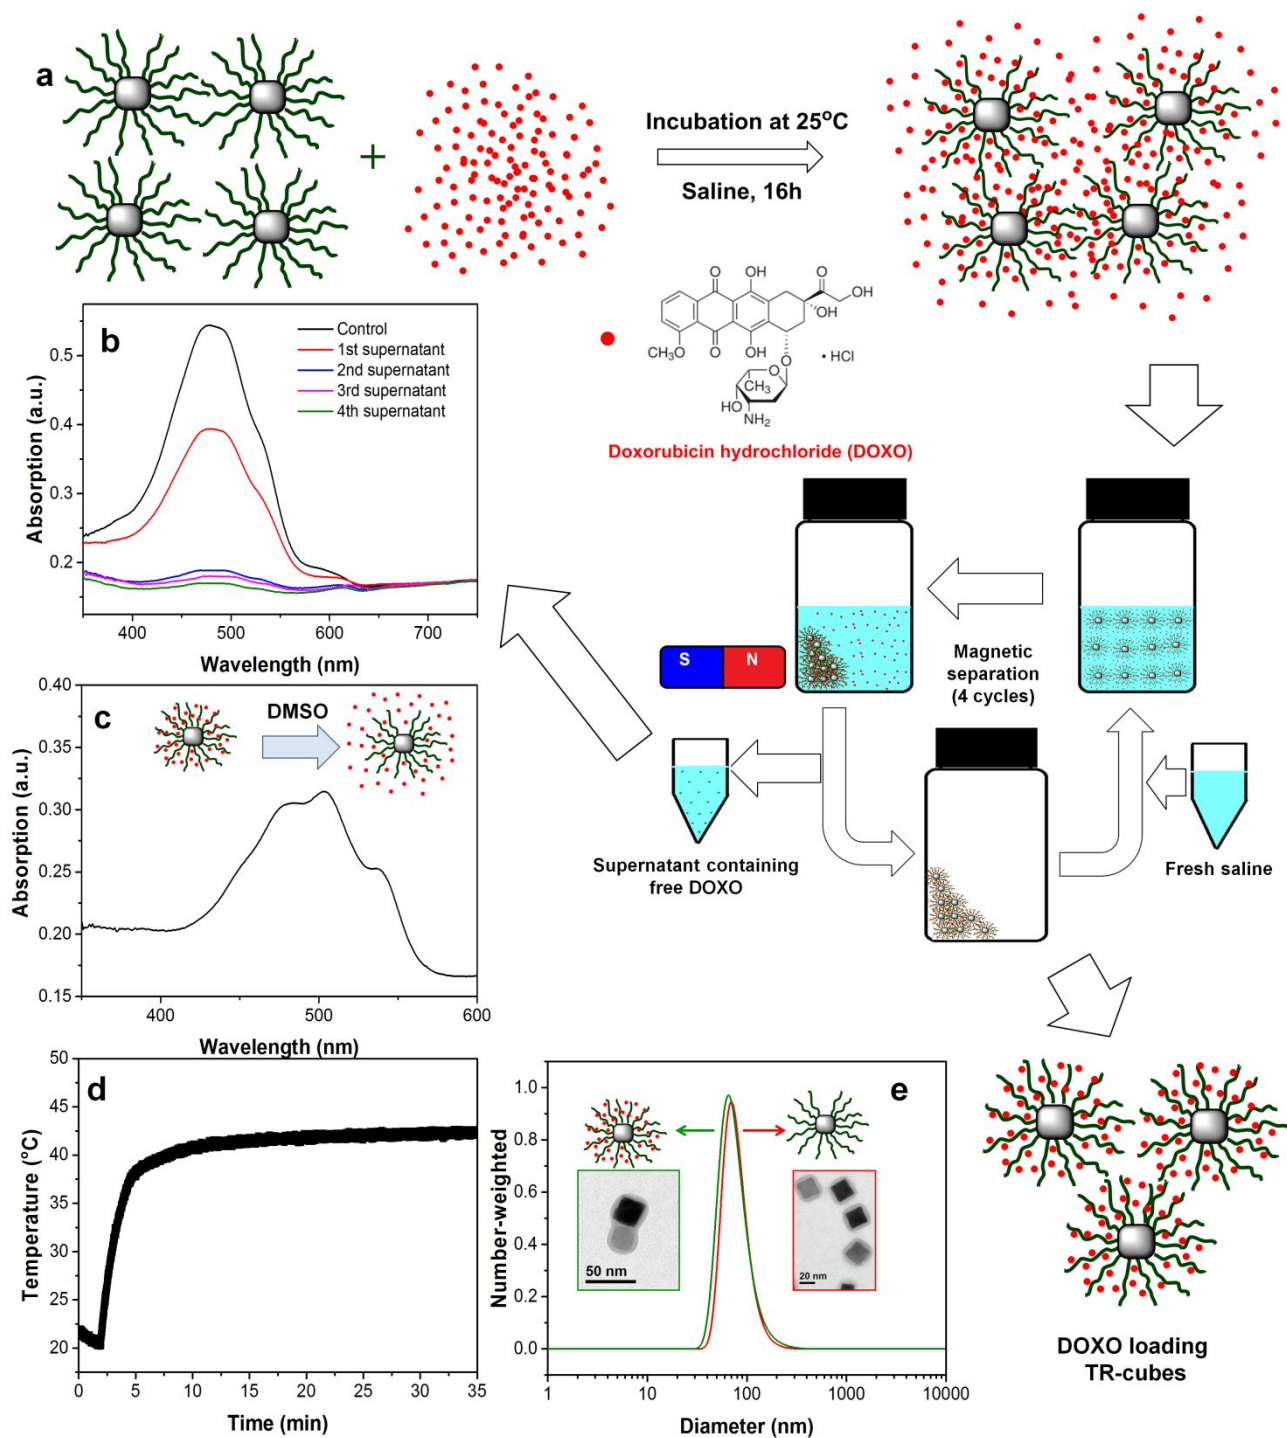 a
+
Incubation at 25°C
Saline, 16h
O
OH
O
OH
OH
OCH₃
O
OH
O
• HCl
O
CH₃
HO
NH₂
Doxorubicin hydrochloride (DOXO)
b
Control
1st supernatant
2nd supernatant
3rd supernatant
4th supernatant
0.5
0.4
0.3
0.2
Absorption (a.u.)
400
500
600
700
Wavelength (nm)
S
N
Magnetic
separation
(4 cycles)
Supernatant containing
free DOXO
Fresh saline
c
DMSO
0.40
0.35
0.30
0.25
0.20
0.15
Absorption (a.u.)
400
500
600
Wavelength (nm)
d
50
45
40
35
30
25
20
Temperature (°C)
0
5
10
15
20
25
30
35
Time (min)
e
1.0
0.8
0.6
0.4
0.2
0.0
Number-weighted
50 nm
20 nm
1
10
100
1000
10000
Diameter (nm)
DOXO loading
TR-cubes